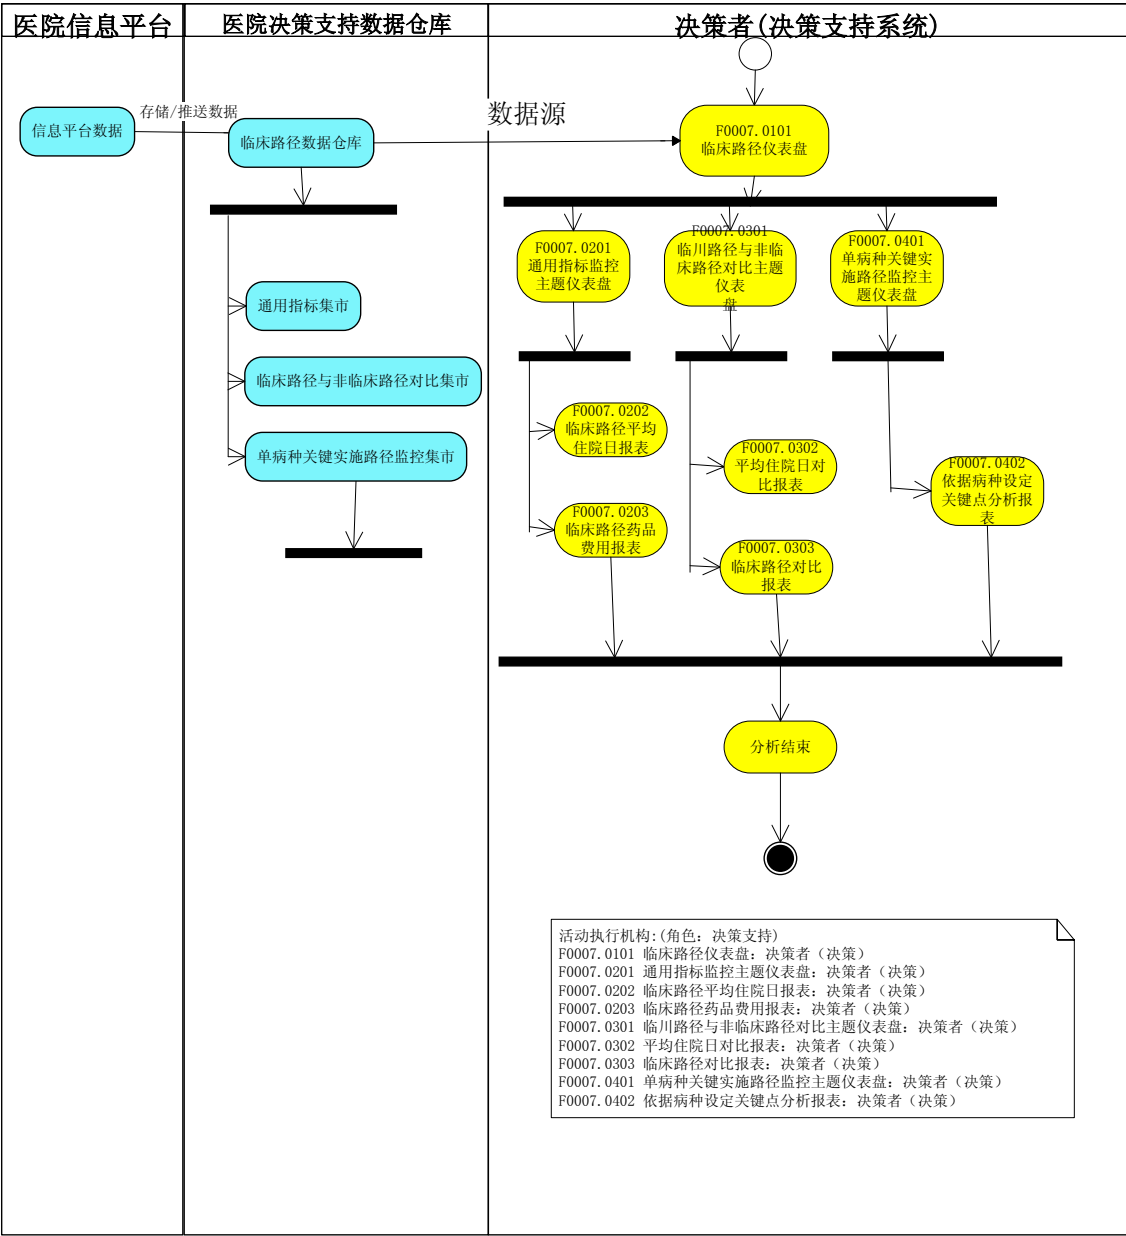 医院信息平台
医院决策支持数据仓库
决策者(决策支持系统)
信息平台数据
存储/推送数据
临床路径数据仓库
数据源
F0007.0101
临床路径仪表盘
F0007.0201
通用指标监控
主题仪表盘
F0007.0301
临川路径与非临
床路径对比主题
仪表
盘
F0007.0401
单病种关键实
施路径监控主
题仪表盘
通用指标集市
临床路径与非临床路径对比集市
单病种关键实施路径监控集市
F0007.0202
临床路径平均
住院日报表
F0007.0203
临床路径药品
费用报表
F0007.0302
平均住院日对
比报表
F0007.0303
临床路径对比
报表
F0007.0402
依据病种设定
关键点分析报
表
分析结束
活动执行机构:(角色：决策支持)
F0007.0101 临床路径仪表盘：决策者（决策）
F0007.0201 通用指标监控主题仪表盘：决策者（决策）
F0007.0202 临床路径平均住院日报表：决策者（决策）
F0007.0203 临床路径药品费用报表：决策者（决策）
F0007.0301 临川路径与非临床路径对比主题仪表盘：决策者（决策）
F0007.0302 平均住院日对比报表：决策者（决策）
F0007.0303 临床路径对比报表：决策者（决策）
F0007.0401 单病种关键实施路径监控主题仪表盘：决策者（决策）
F0007.0402 依据病种设定关键点分析报表：决策者（决策）